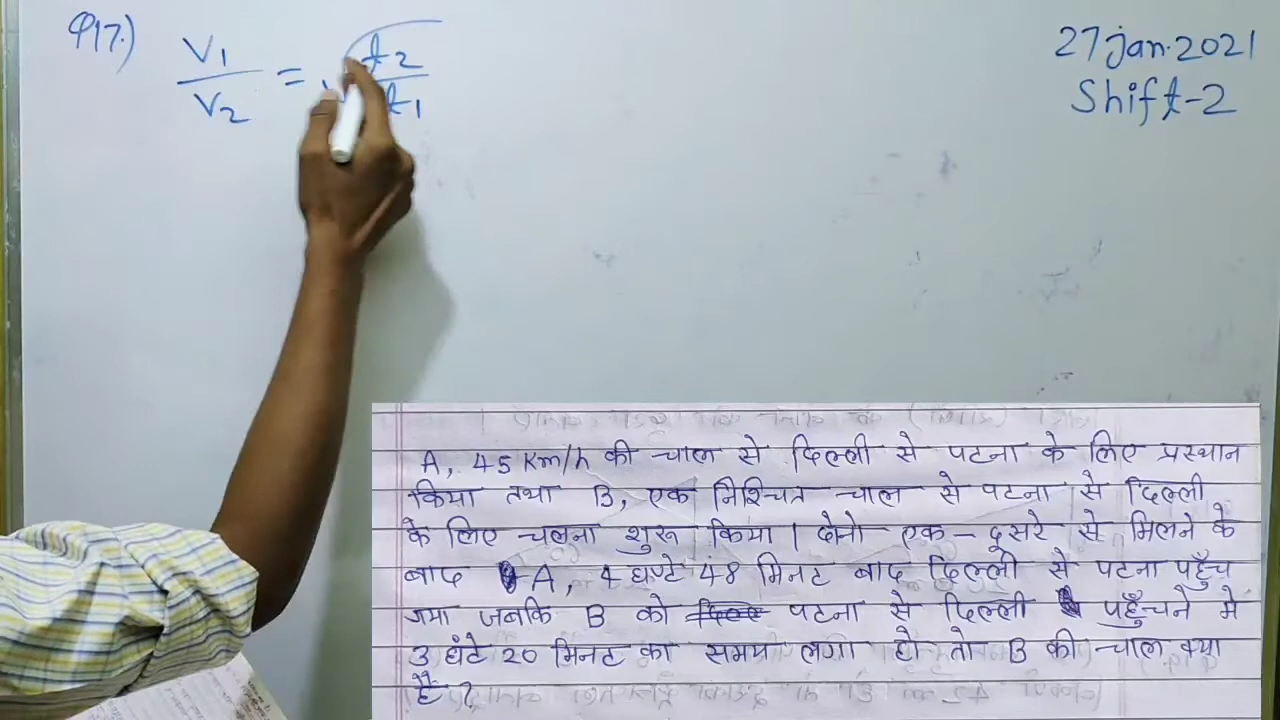 Q17.)
V1 / V2 = √ t2 / t1
27 Jan. 2021
Shift-2
A, 45 Km/h की चाल से दिल्ली से पटना के लिए प्रस्थान
किया तथा B, एक निश्चित चाल से पटना से दिल्ली
के लिए चलना शुरू किया। दोनो एक-दूसरे से मिलने के
बाद A, 4 घण्टे 48 मिनट बाद दिल्ली से पटना पहुँच
गया जबकि B को पटना से दिल्ली पहुँचने मे
3 घंटे 20 मिनट का समय लगा हो तो B की चाल क्या
है ?